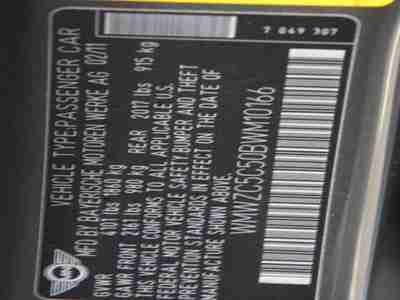 7 049 307
VEHICLE TYPE:PASSENGER CAR
MFD BY BAYERISCHE MOTOREN WERKE AG 02/11
GVWR 4101 lbs 1860 kg
GAWR FRONT 2161 lbs 980 kg REAR 2017 lbs 915 kg
THIS VEHICLE CONFORMS TO ALL APPLICABLE U.S.
FEDERAL MOTOR VEHICLE SAFETY,BUMPER AND THEFT
PREVENTION STANDARDS IN EFFECT ON THE DATE OF
MANUFACTURE SHOWN ABOVE.
WMWZC5C50BWM10166